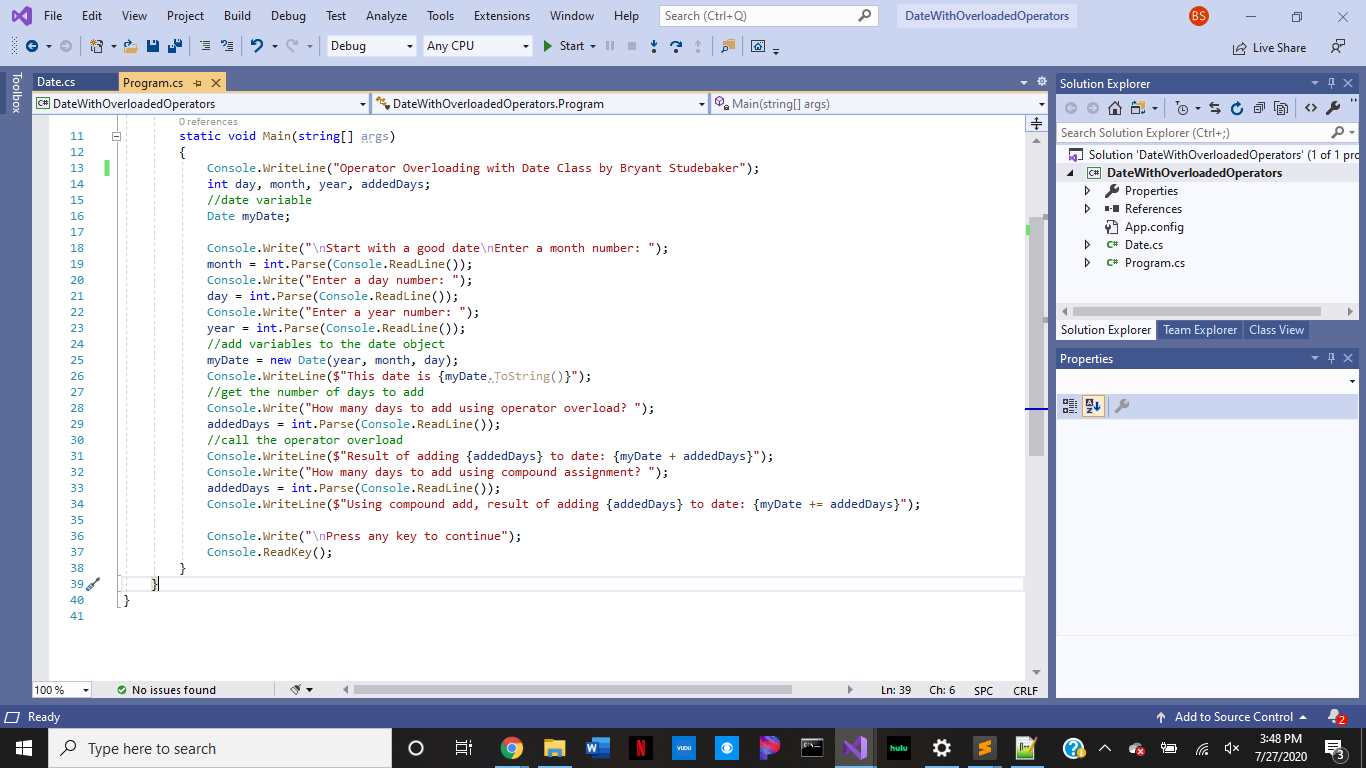 File Edit View Project Build Debug Test Analyze Tools Extensions Window Help Search (Ctrl+Q) DateWithOverloadedOperators BS
Debug Any CPU Start Live Share
Toolbox
Date.cs Program.cs
DateWithOverloadedOperators DateWithOverloadedOperators.Program Main(string[] args)
0 references
11 static void Main(string[] args)
12 {
13 Console.WriteLine("Operator Overloading with Date Class by Bryant Studebaker");
14 int day, month, year, addedDays;
15 //date variable
16 Date myDate;
17
18 Console.Write("\nStart with a good date\nEnter a month number: ");
19 month = int.Parse(Console.ReadLine());
20 Console.Write("Enter a day number: ");
21 day = int.Parse(Console.ReadLine());
22 Console.Write("Enter a year number: ");
23 year = int.Parse(Console.ReadLine());
24 //add variables to the date object
25 myDate = new Date(year, month, day);
26 Console.WriteLine($"This date is {myDate.ToString()}");
27 //get the number of days to add
28 Console.Write("How many days to add using operator overload? ");
29 addedDays = int.Parse(Console.ReadLine());
30 //call the operator overload
31 Console.WriteLine($"Result of adding {addedDays} to date: {myDate + addedDays}");
32 Console.Write("How many days to add using compound assignment? ");
33 addedDays = int.Parse(Console.ReadLine());
34 Console.WriteLine($"Using compound add, result of adding {addedDays} to date: {myDate += addedDays}");
35
36 Console.Write("\nPress any key to continue");
37 Console.ReadKey();
38 }
39 }
40 }
41
100 % No issues found Ln: 39 Ch: 6 SPC CRLF
Solution Explorer
Search Solution Explorer (Ctrl+;)
Solution 'DateWithOverloadedOperators' (1 of 1 pro
C# DateWithOverloadedOperators
Properties
References
App.config
C# Date.cs
C# Program.cs
Solution Explorer Team Explorer Class View
Properties
Ready Add to Source Control 2
Type here to search
VUDU
hulu
3:48 PM
7/27/2020
3